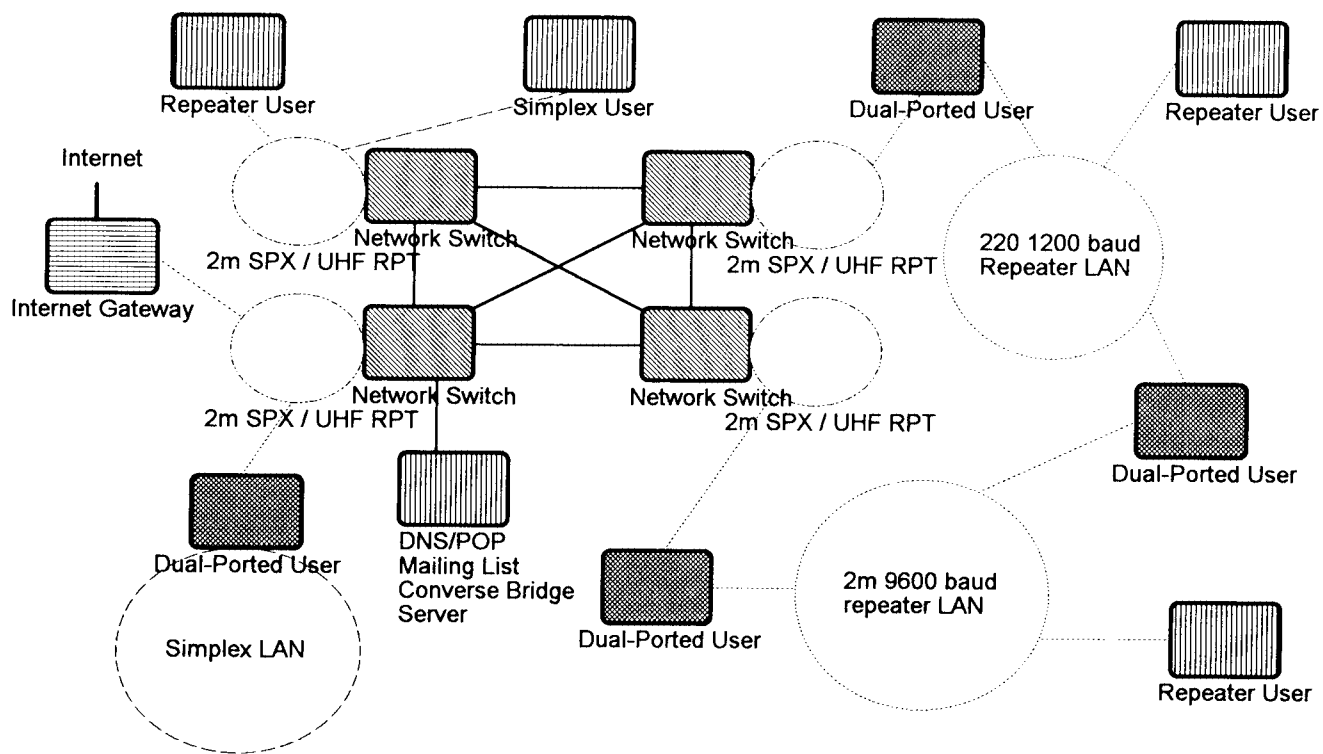 Repeater User
Simplex User
Dual-Ported User
Repeater User
Internet
Network Switch
Network Switch
220 1200 baud
Repeater LAN
2m SPX / UHF RPT
2m SPX / UHF RPT
Internet Gateway
Network Switch
Network Switch
2m SPX / UHF RPT
2m SPX / UHF RPT
Dual-Ported User
DNS/POP
Mailing List
Converse Bridge
Server
Dual-Ported User
2m 9600 baud
repeater LAN
Dual-Ported User
Simplex LAN
Repeater User